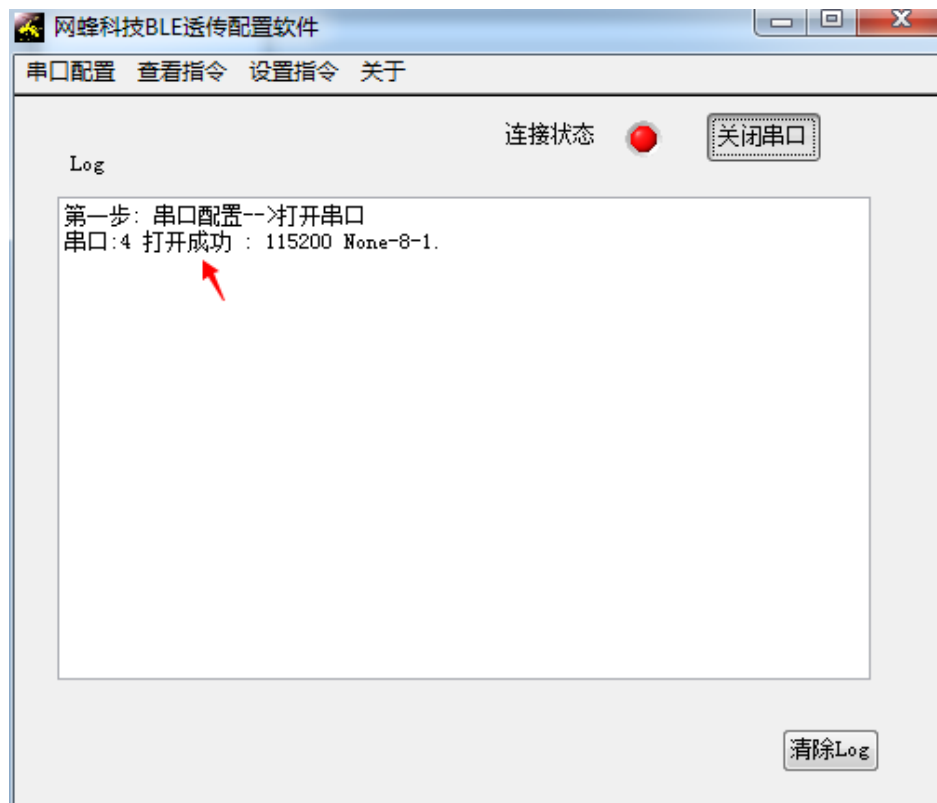 网蜂科技BLE透传配置软件
串口配置 查看指令 设置指令 关于
连接状态 关闭串口
Log
第一步: 串口配置-->打开串口
串口:4 打开成功 : 115200 None-8-1.
清除Log